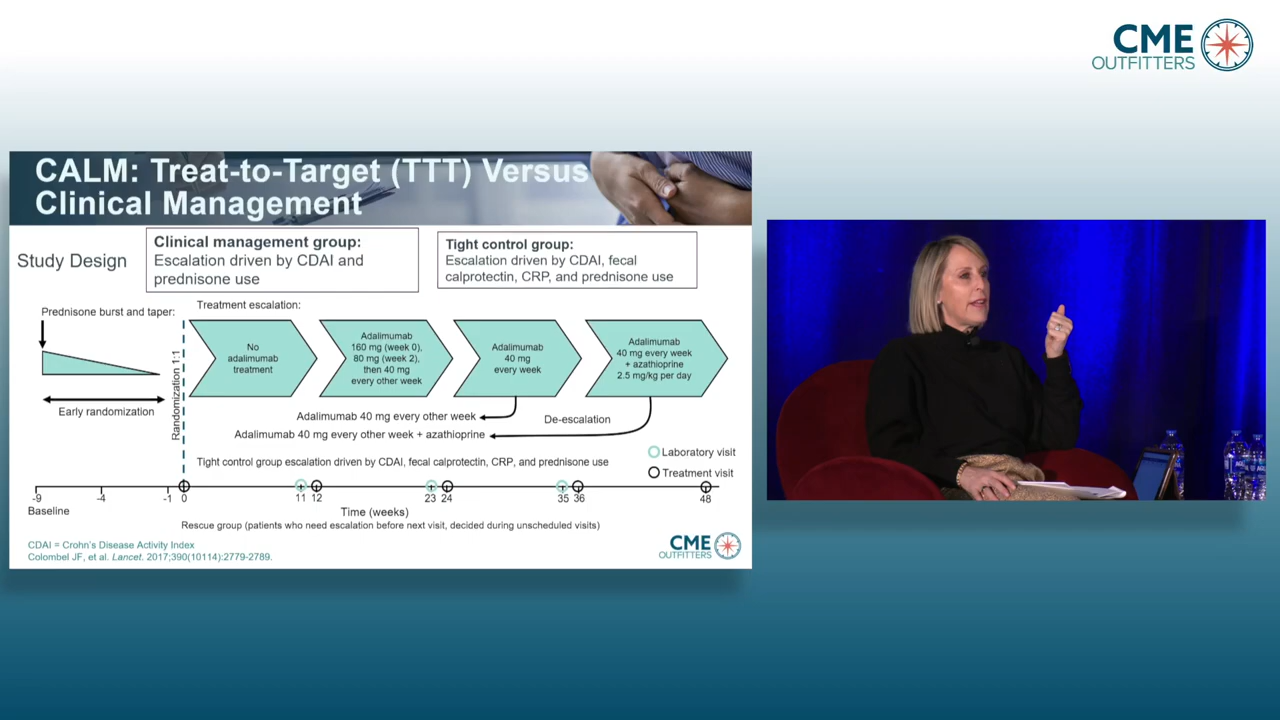 CME
OUTFITTERS
CALM: Treat-to-Target (TTT) Versus
Clinical Management
Study Design
Clinical management group:
Escalation driven by CDAI and
prednisone use
Tight control group:
Escalation driven by CDAI, fecal
calprotectin, CRP, and prednisone use
Prednisone burst and taper:
Early randomization
Randomization 1:1
Treatment escalation:
No
adalimumab
treatment
Adalimumab
160 mg (week 0),
80 mg (week 2),
then 40 mg
every other week
Adalimumab
40 mg
every week
Adalimumab
40 mg every week
+ azathioprine
2.5 mg/kg per day
Adalimumab 40 mg every other week
De-escalation
Adalimumab 40 mg every other week + azathioprine
Laboratory visit
Treatment visit
Tight control group escalation driven by CDAI, fecal calprotectin, CRP, and prednisone use
-9 -4 -1 0 11 12 23 24 35 36 48
Baseline
Time (weeks)
Rescue group (patients who need escalation before next visit, decided during unscheduled visits)
CDAI = Crohn's Disease Activity Index
Colombel JF, et al. Lancet. 2017;390(10114):2779-2789.
CME
OUTFITTERS